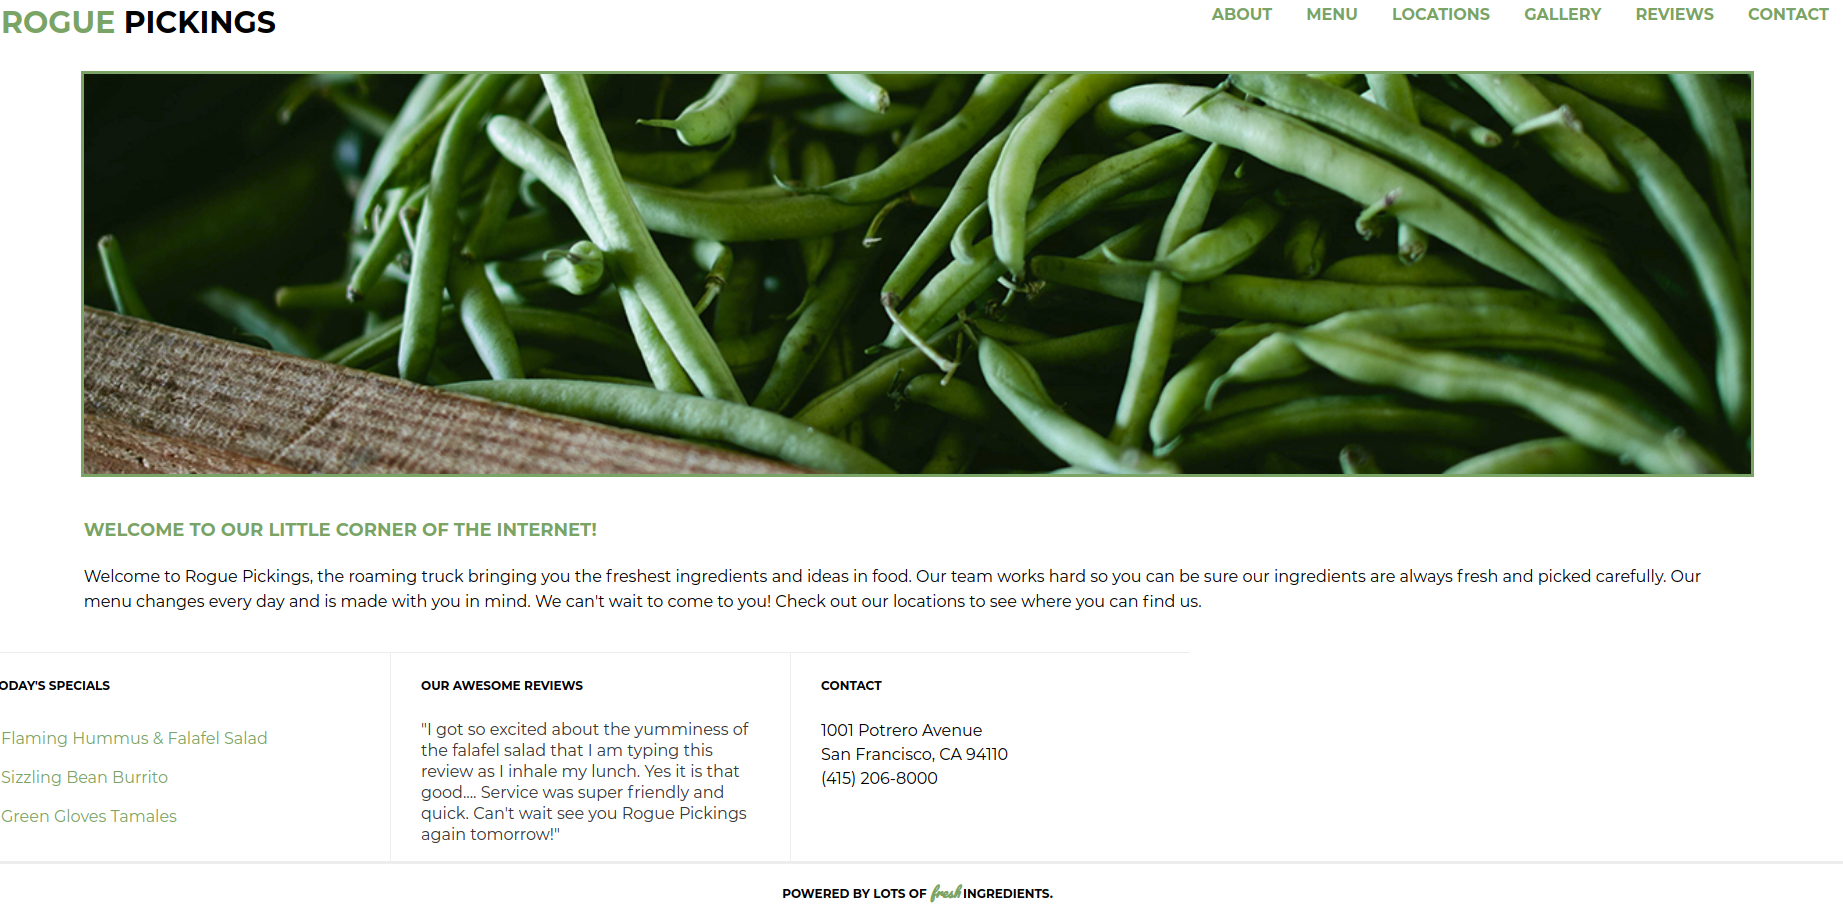 ROGUE PICKINGS
ABOUT MENU LOCATIONS GALLERY REVIEWS CONTACT
WELCOME TO OUR LITTLE CORNER OF THE INTERNET!
Welcome to Rogue Pickings, the roaming truck bringing you the freshest ingredients and ideas in food. Our team works hard so you can be sure our ingredients are always fresh and picked carefully. Our
menu changes every day and is made with you in mind. We can't wait to come to you! Check out our locations to see where you can find us.
ODAY'S SPECIALS
Flaming Hummus & Falafel Salad
Sizzling Bean Burrito
Green Gloves Tamales
OUR AWESOME REVIEWS
"I got so excited about the yumminess of
the falafel salad that I am typing this
review as I inhale my lunch. Yes it is that
good.... Service was super friendly and
quick. Can't wait see you Rogue Pickings
again tomorrow!"
CONTACT
1001 Potrero Avenue
San Francisco, CA 94110
(415) 206-8000
POWERED BY LOTS OF fresh INGREDIENTS.